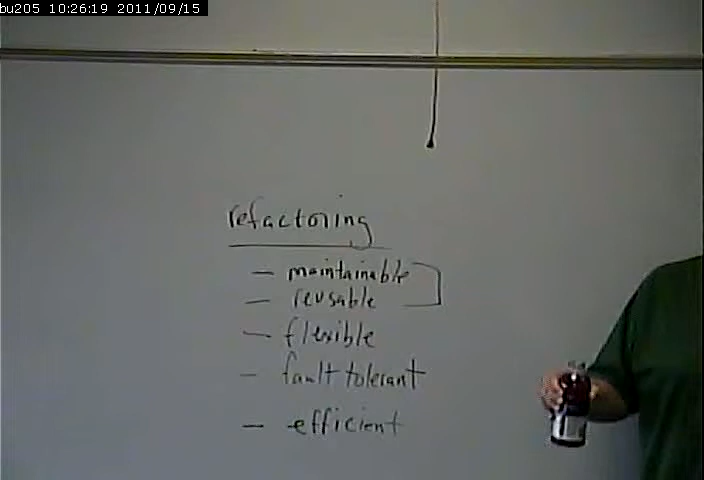 bu205 10:26:19 2011/09/15
refactoring
– maintainable
– reusable
– flexible
– fault tolerant
– efficient